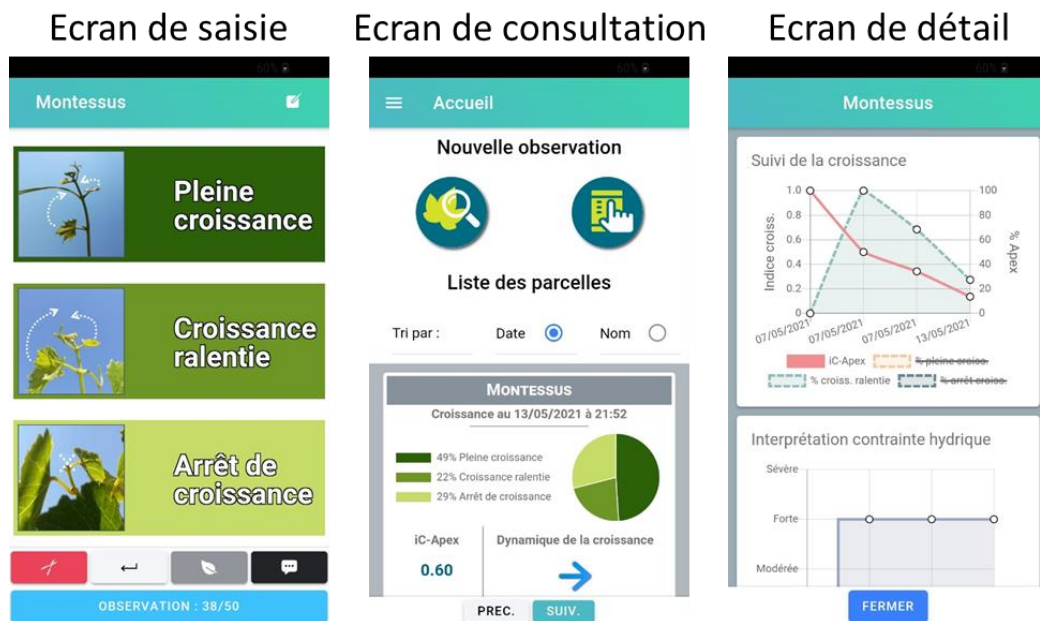 Ecran de saisie
60%
Montessus
Pleine
croissance
Croissance
ralentie
Arrêt de
croissance
OBSERVATION : 38/50
Ecran de consultation
60%
Accueil
Nouvelle observation
Liste des parcelles
Tri par :
Date
Nom
MONTESSUS
Croissance au 13/05/2021 à 21:52
49% Pleine croissance
22% Croissance ralentie
29% Arrêt de croissance
iC-Apex
Dynamique de la croissance
0.60
PREC.
SUIV.
Ecran de détail
60%
Montessus
Suivi de la croissance
1.0
0.8
0.6
0.4
0.2
0
Indice croiss.
100
80
60
40
20
0
% Apex
07/05/2021
07/05/2021
07/05/2021
13/05/2021
iC-Apex
% pleine croiss.
% croiss. ralentie
% arrêt croiss.
Interprétation contrainte hydrique
Sévère
Forte
Modérée
FERMER